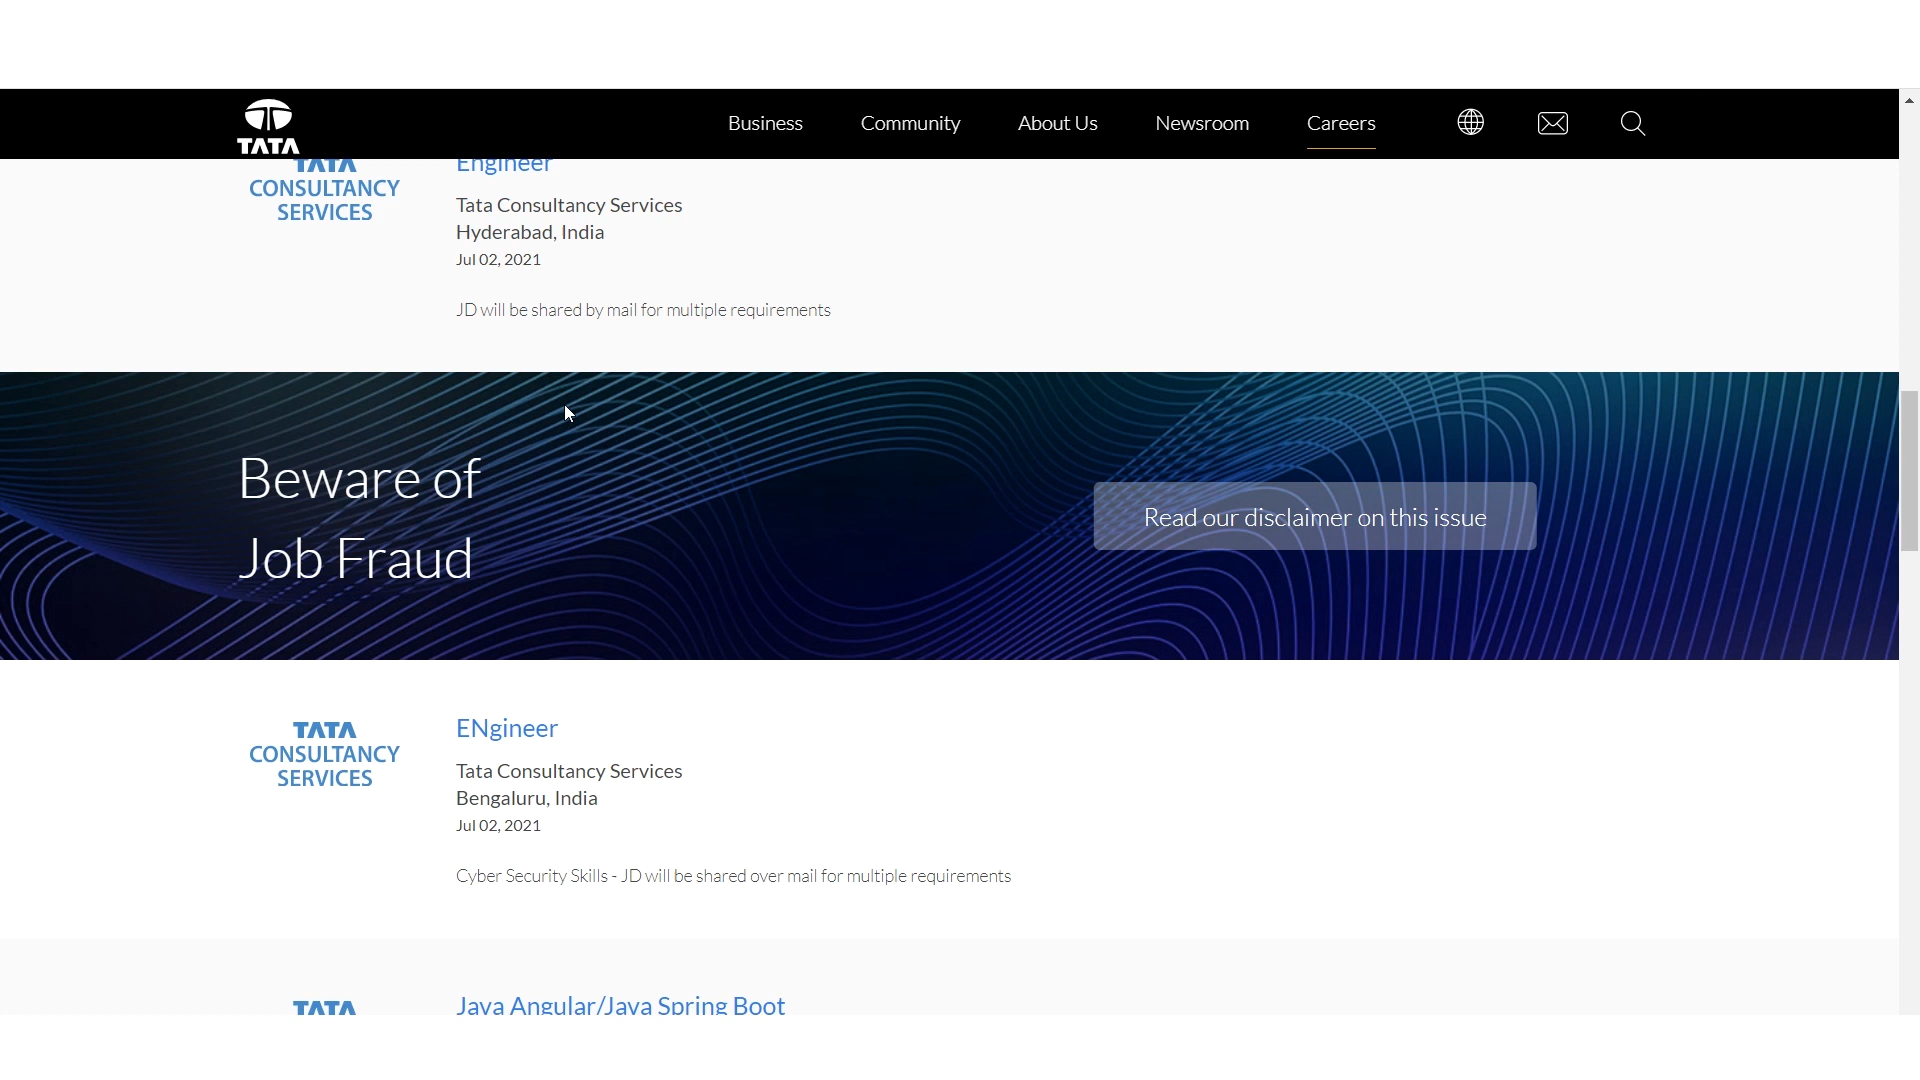 TATA
Business
Community
About Us
Newsroom
Careers
TATA
CONSULTANCY
SERVICES
Engineer
Tata Consultancy Services
Hyderabad, India
Jul 02, 2021
JD will be shared by mail for multiple requirements
Beware of
Job Fraud
Read our disclaimer on this issue
TATA
CONSULTANCY
SERVICES
ENgineer
Tata Consultancy Services
Bengaluru, India
Jul 02, 2021
Cyber Security Skills - JD will be shared over mail for multiple requirements
TATA
Java Angular/Java Spring Boot